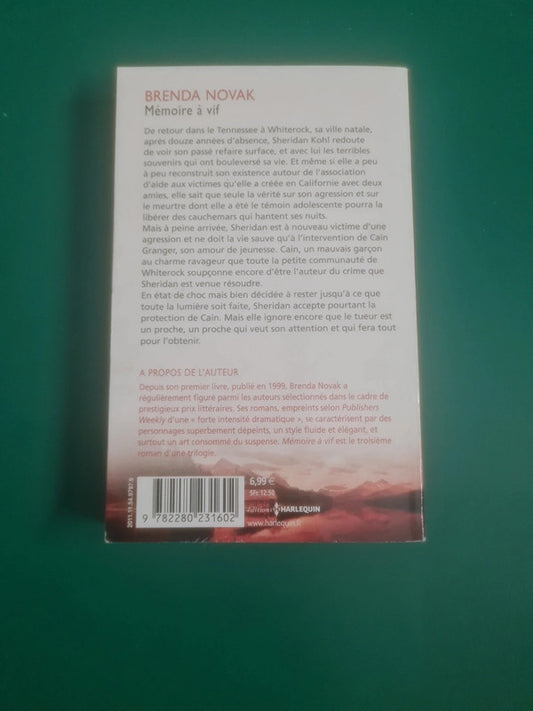 BRENDA NOVAK
Mémoire à vif
De retour dans le Tennessee à Whiterock, sa ville natale,
après douze années d'absence, Sheridan Kohl redoute
de voir son passé refaire surface, et avec lui les terribles
souvenirs qui ont bouleversé sa vie. Et même si elle a peu
à peu reconstruit son existence autour de l'association
d'aide aux victimes qu'elle a créée en Californie avec deux
amies, elle sait que seule la vérité sur son agression et sur
le meurtre dont elle a été le témoin adolescente pourra la
libérer des cauchemars qui hantent ses nuits.
Mais à peine arrivée, Sheridan est à nouveau victime d'une
agression et ne doit la vie sauve qu'à l'intervention de Cain
Granger, son amour de jeunesse. Cain, un mauvais garçon
au charme ravageur que toute la petite communauté de
Whiterock soupçonne encore d'être l'auteur du crime que
Sheridan est venue résoudre.
En état de choc mais bien décidée à rester jusqu'à ce que
toute la lumière soit faite, Sheridan accepte pourtant la
protection de Cain. Mais elle ignore encore que le tueur est
un proche, un proche qui veut son attention et qui fera tout
pour l'obtenir.
A PROPOS DE L'AUTEUR
Depuis son premier livre, publié en 1999, Brenda Novak a
régulièrement figuré parmi les auteurs sélectionnés dans le cadre de
prestigieux prix littéraires. Ses romans, empreints selon Publishers
Weekly d'une « forte intensité dramatique », se caractérisent par des
personnages superbement dépeints, un style fluide et élégant, et
surtout un art consommé du suspense. Mémoire à vif est le troisième
roman d'une trilogie.
6,99 €
SFr. 12.50
éditions HARLEQUIN
www.harlequin.fr
9 782280 231602
2011.11.54.9797.5